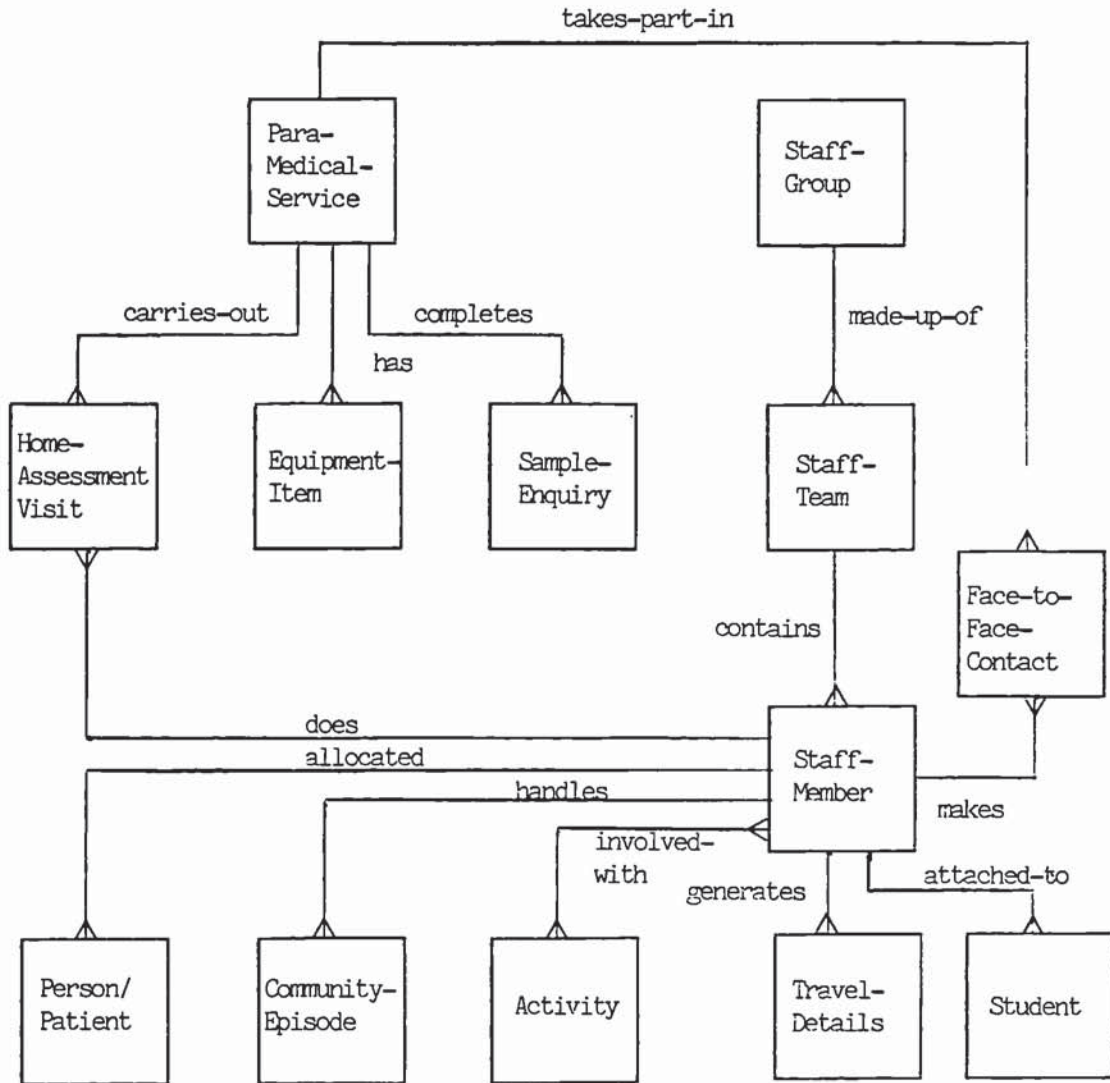 takes-part-in
Para-
Medical-
Service
Staff-
Group
carries-out
completes
has
made-up-of
Home-
Assessment
Visit
Equipment-
Item
Sample-
Enquiry
Staff-
Team
Face-to-
Face-
Contact
contains
does
allocated
handles
Staff-
Member
makes
involved-
with
generates
attached-to
Person/
Patient
Community-
Episode
Activity
Travel-
Details
Student